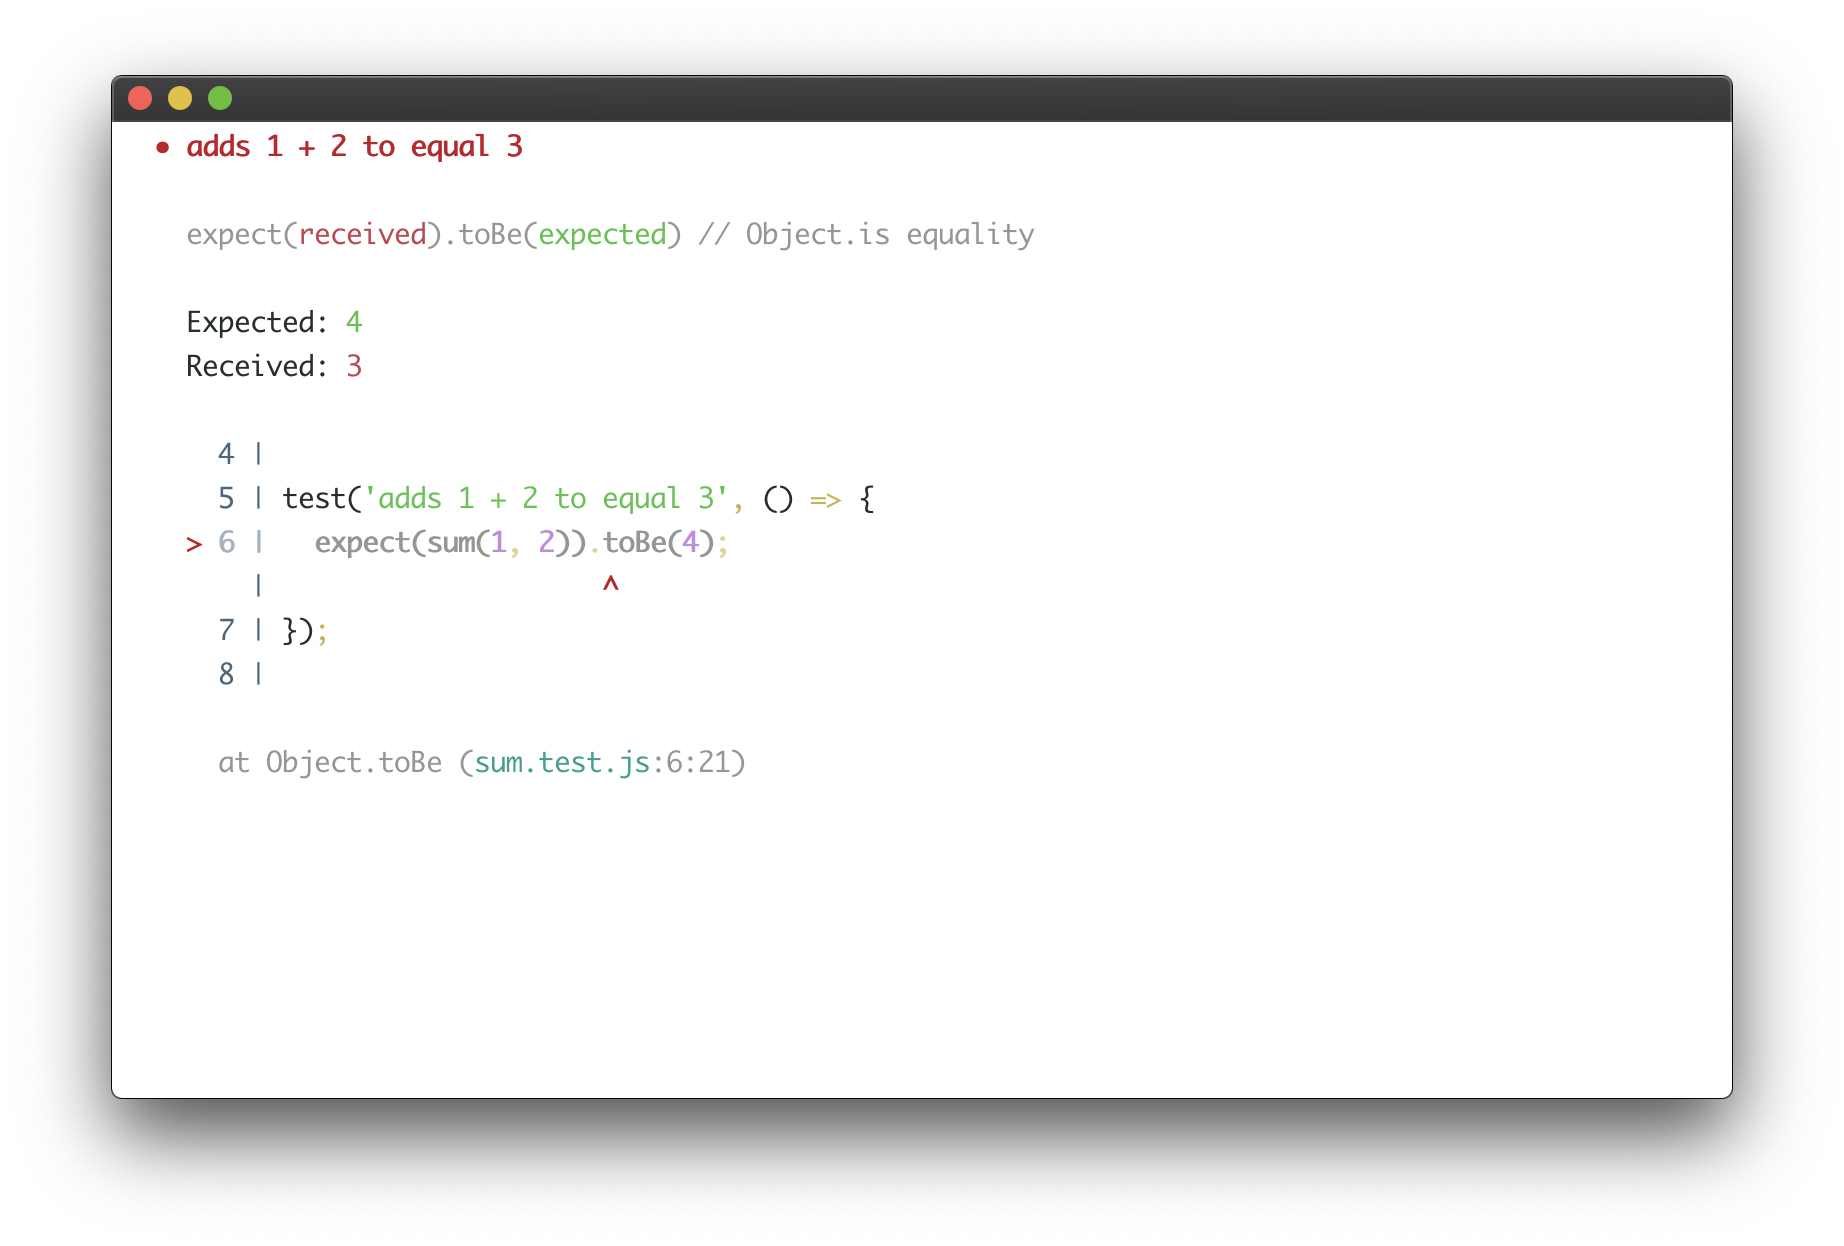 ● adds 1 + 2 to equal 3
expect(received).toBe(expected) // Object.is equality
Expected: 4
Received: 3
4 |
5 | test('adds 1 + 2 to equal 3', () => {
> 6 |   expect(sum(1, 2)).toBe(4);
|                     ^
7 | });
8 |
at Object.toBe (sum.test.js:6:21)